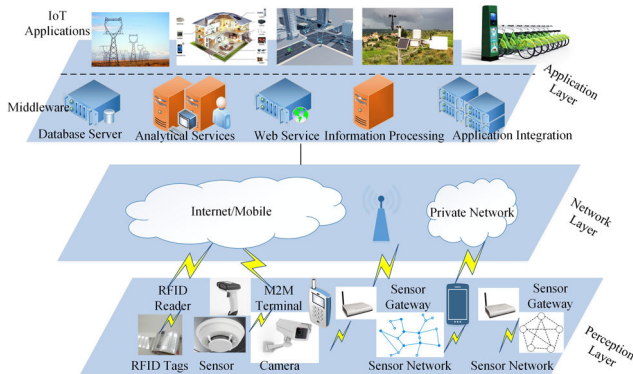 IoT
Applications
Application
Layer
Middleware
Database Server
Analytical Services
Web Service
Information Processing
Application Integration
Internet/Mobile
Private Network
Network
Layer
RFID
Reader
M2M
Terminal
Sensor
Gateway
Sensor
Gateway
RFID Tags
Sensor
Camera
Sensor Network
Sensor Network
Perception
Layer